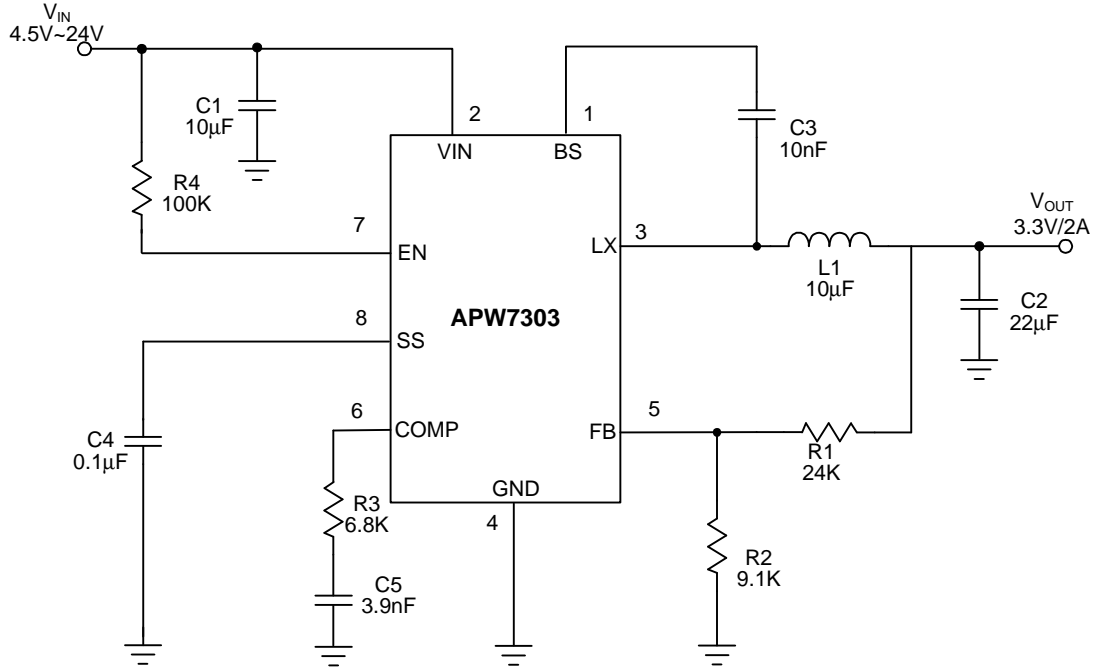 VIN
4.5V~24V
C1
10µF
2
1
C3
10nF
VIN
BS
R4
100K
VOUT
3.3V/2A
7
3
EN
LX
L1
10µF
C2
22µF
APW7303
8
SS
6
5
COMP
FB
C4
0.1µF
R1
24K
GND
R3
6.8K
4
R2
9.1K
C5
3.9nF